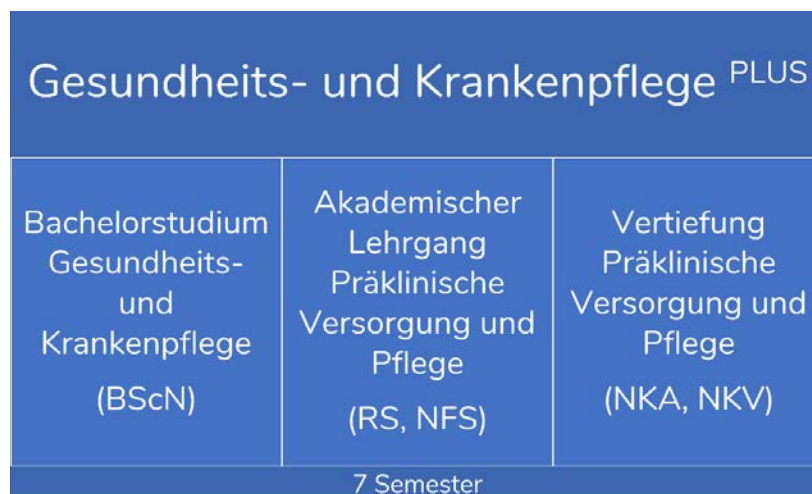 Gesundheits- und Krankenpflege PLUS
Bachelorstudium
Gesundheits-
und
Krankenpflege
(BScN)
Akademischer
Lehrgang
Präklinische
Versorgung und
Pflege
(RS, NFS)
Vertiefung
Präklinische
Versorgung und
Pflege
(NKA, NKV)
7 Semester